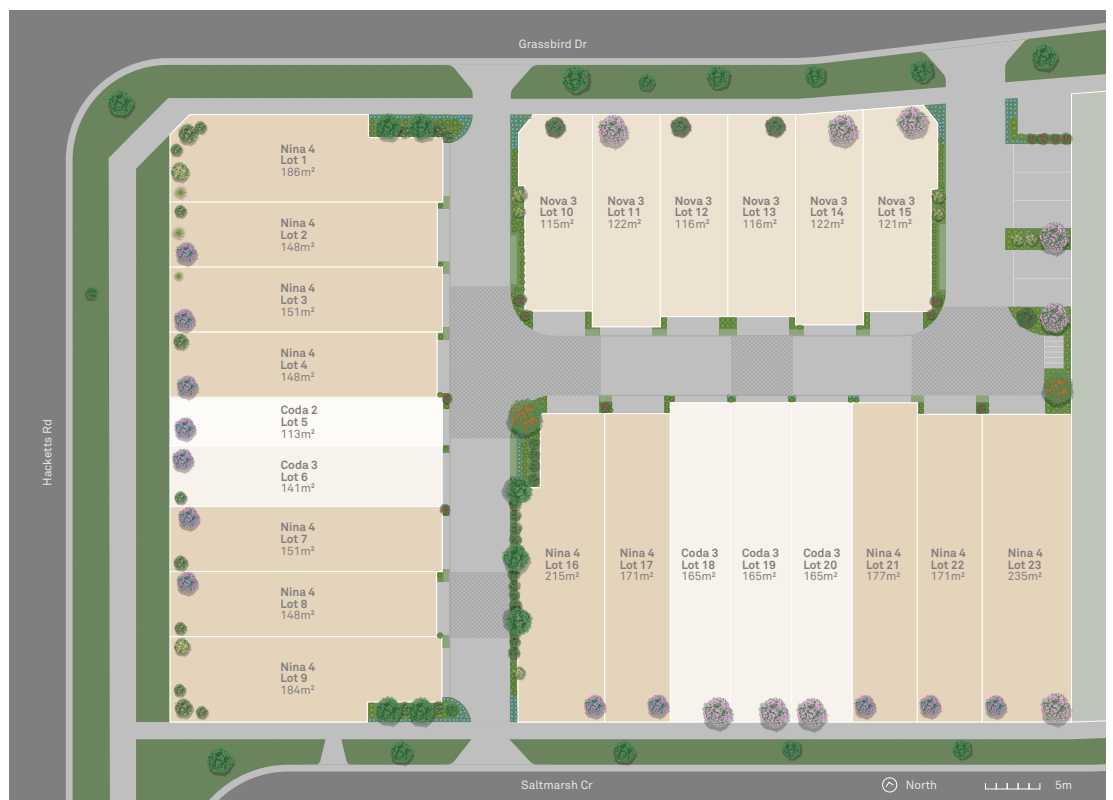 Grassbird Dr
Nina 4
Lot 1
186m²
Nina 4
Lot 2
148m²
Nina 4
Lot 3
151m²
Nina 4
Lot 4
148m²
Coda 2
Lot 5
113m²
Coda 3
Lot 6
141m²
Nina 4
Lot 7
151m²
Nina 4
Lot 8
148m²
Nina 4
Lot 9
184m²
Nova 3
Lot 10
115m²
Nova 3
Lot 11
122m²
Nova 3
Lot 12
116m²
Nova 3
Lot 13
116m²
Nova 3
Lot 14
122m²
Nova 3
Lot 15
121m²
Nina 4
Lot 16
215m²
Nina 4
Lot 17
171m²
Coda 3
Lot 18
165m²
Coda 3
Lot 19
165m²
Coda 3
Lot 20
165m²
Nina 4
Lot 21
177m²
Nina 4
Lot 22
171m²
Nina 4
Lot 23
235m²
Hacketts Rd
Saltmarsh Cr
North
5m